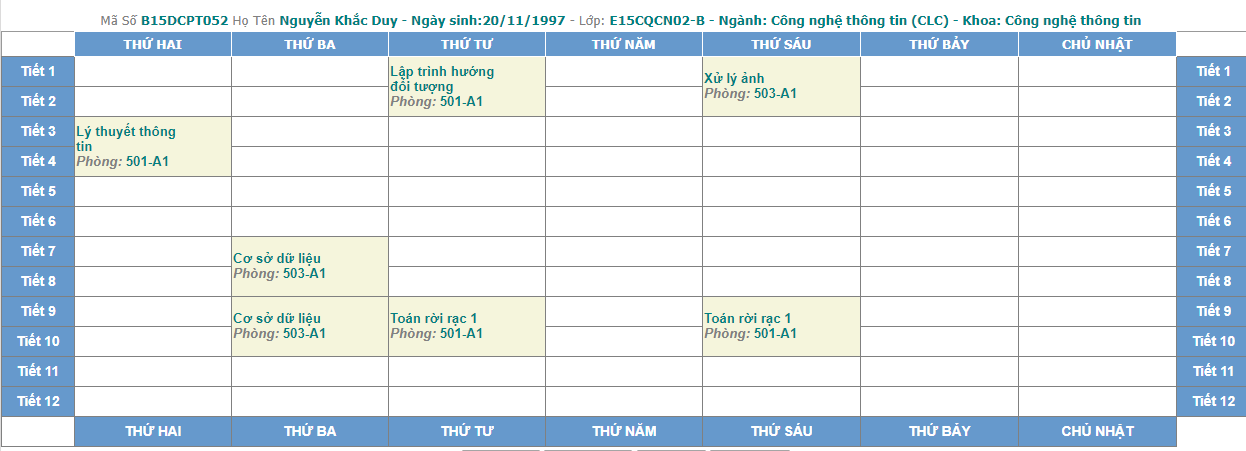 Mã Số B15DCPT052 Họ Tên Nguyễn Khắc Duy - Ngày sinh:20/11/1997 - Lớp: E15CQCN02-B - Ngành: Công nghệ thông tin (CLC) - Khoa: Công nghệ thông tin
THỨ HAI THỨ BA THỨ TƯ THỨ NĂM THỨ SÁU THỨ BẢY CHỦ NHẬT
Tiết 1 Tiết 1
Lập trình hướng
đối tượng
Phòng: 501-A1
Xử lý ảnh
Phòng: 503-A1
Tiết 2 Tiết 2
Tiết 3 Tiết 3
Lý thuyết thông
tin
Phòng: 501-A1
Tiết 4 Tiết 4
Tiết 5 Tiết 5
Tiết 6 Tiết 6
Tiết 7 Tiết 7
Cơ sở dữ liệu
Phòng: 503-A1
Tiết 8 Tiết 8
Tiết 9 Tiết 9
Cơ sở dữ liệu
Phòng: 503-A1
Toán rời rạc 1
Phòng: 501-A1
Toán rời rạc 1
Phòng: 501-A1
Tiết 10 Tiết 10
Tiết 11 Tiết 11
Tiết 12 Tiết 12
THỨ HAI THỨ BA THỨ TƯ THỨ NĂM THỨ SÁU THỨ BẢY CHỦ NHẬT